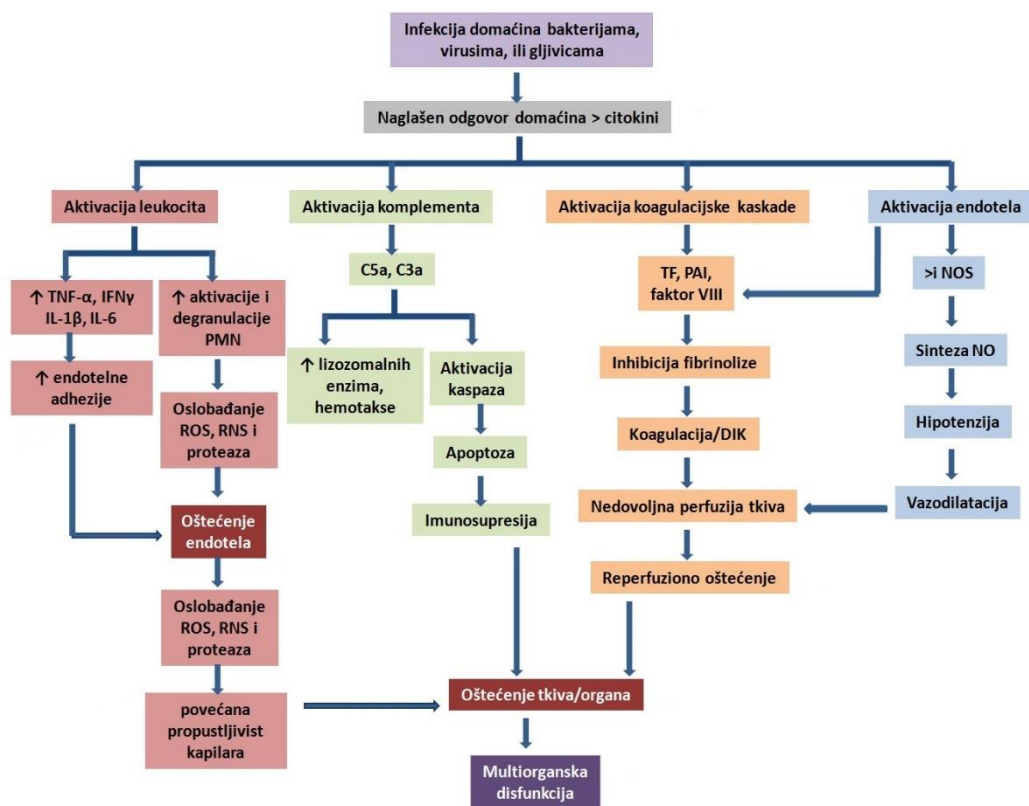 Infekcija domaćina bakterijama,
virusima, ili gljivicama
Naglašen odgovor domaćina > citokini
Aktivacija leukocita
Aktivacija komplementa
Aktivacija koagulacijske kaskade
Aktivacija endotela
↑ TNF-α, IFNγ
IL-1β, IL-6
↑ endotelne
adhezije
↑ aktivacije i
degranulacije
PMN
Oslobađanje
ROS, RNS i
proteaza
Oštećenje
endotela
Oslobađanje
ROS, RNS i
proteaza
povećana
propustljivist
kapilara
C5a, C3a
↑ lizozomalnih
enzima,
hemotakse
Aktivacija
kaspaza
Apoptoza
Imunosupresija
TF, PAI,
faktor VIII
Inhibicija fibrinolize
Koagulacija/DIK
Nedovoljna perfuzija tkiva
Reperfuziono oštećenje
>i NOS
Sinteza NO
Hipotenzija
Vazodilatacija
Oštećenje tkiva/organa
Multiorganska
disfunkcija